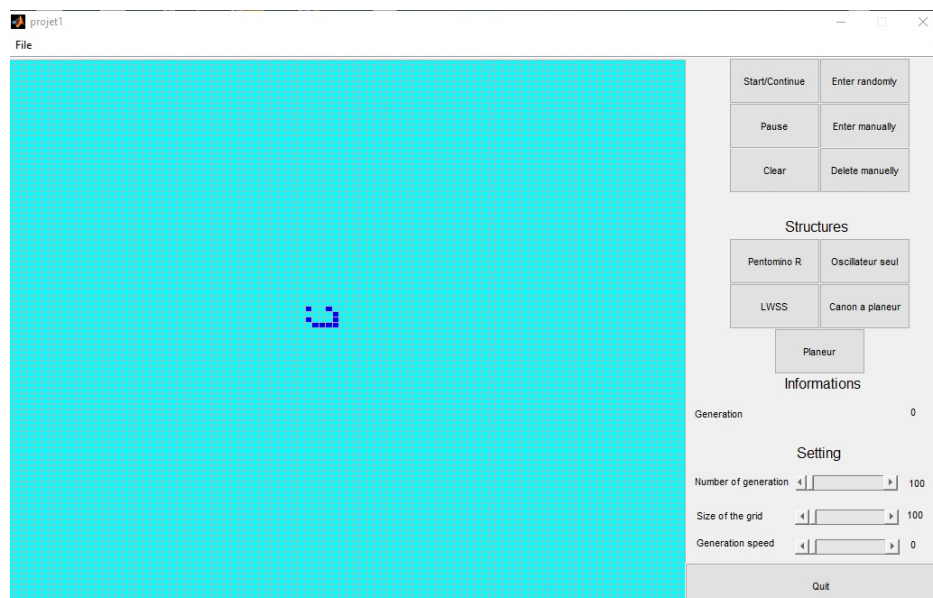 projet1
File
Start/Continue
Enter randomly
Pause
Enter manually
Clear
Delete manuelly
Structures
Pentomino R
Oscillateur seul
LWSS
Canon a planeur
Planeur
Informations
Generation 0
Setting
Number of generation 100
Size of the grid 100
Generation speed 0
Quit